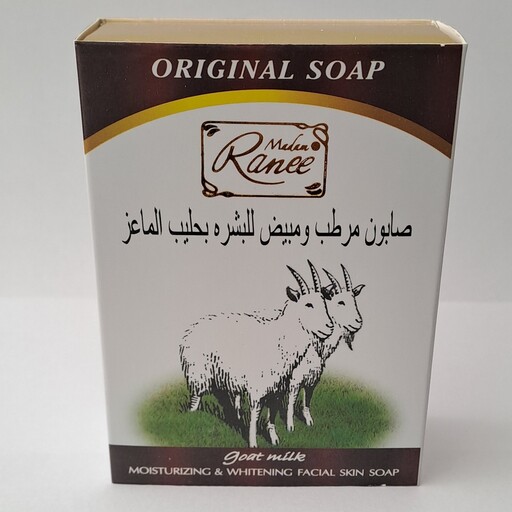 ORIGINAL SOAP
Madam
Ranee
صابون مرطب ومبيض للبشره بحليب الماعز
goat milk
MOISTURIZING & WHITENING FACIAL SKIN SOAP